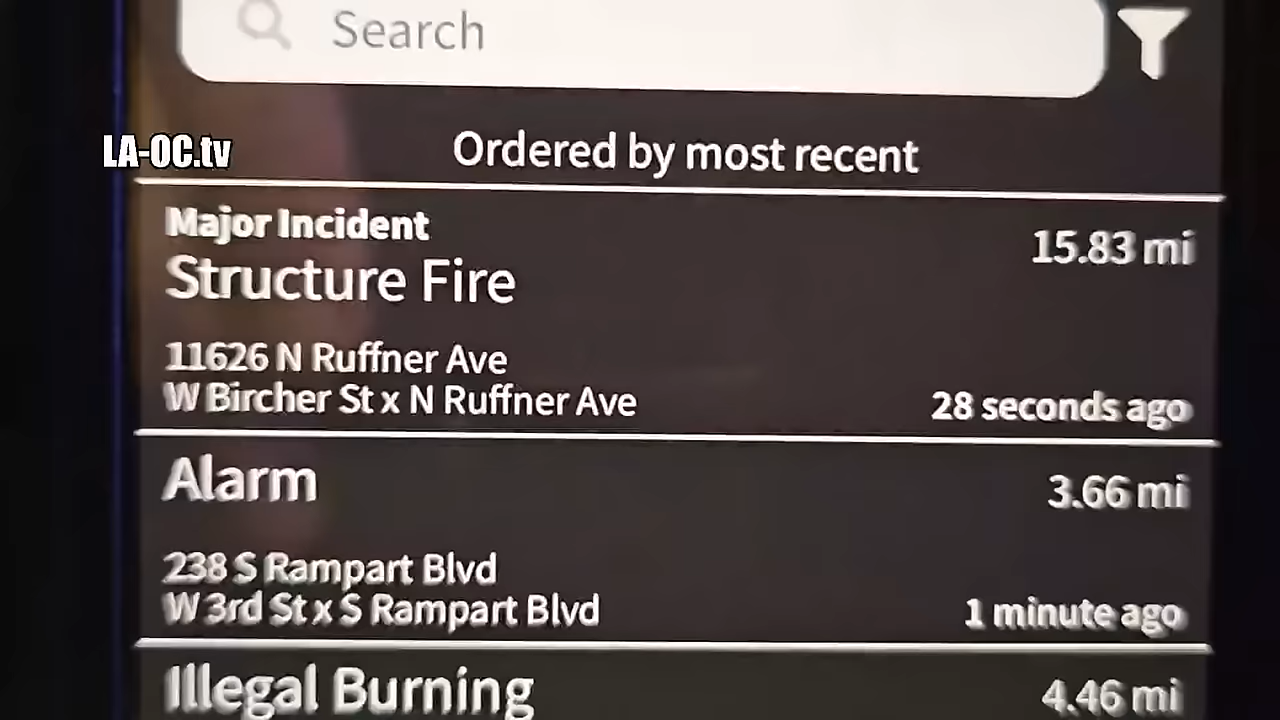 Search
LA-OC.tv
Ordered by most recent
Major Incident
15.83 mi
Structure Fire
11626 N Ruffner Ave
W Bircher St x N Ruffner Ave
28 seconds ago
Alarm
3.66 mi
238 S Rampart Blvd
W 3rd St x S Rampart Blvd
1 minute ago
Illegal Burning
4.46 mi